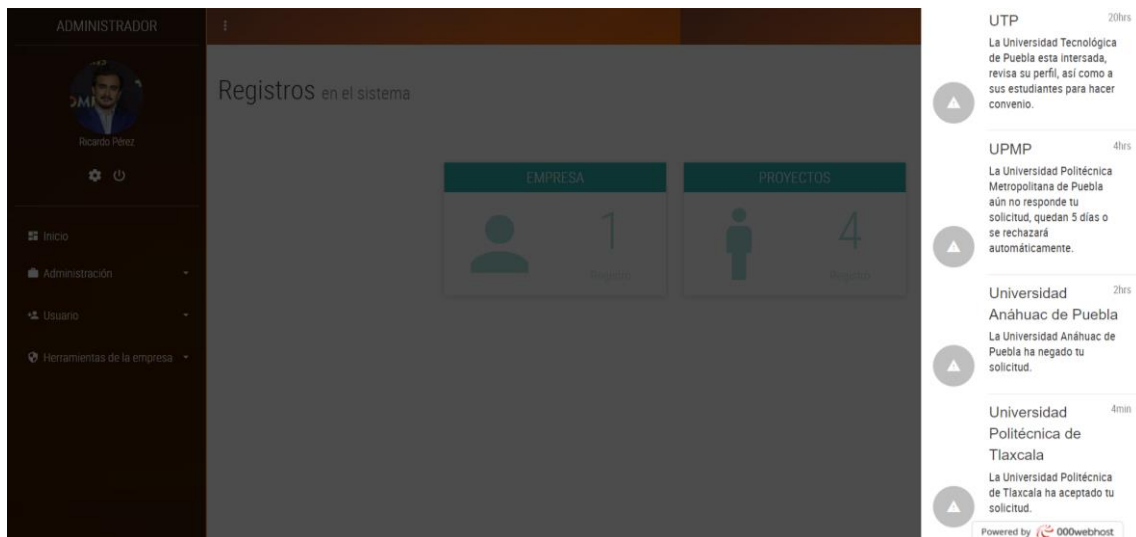 ADMINISTRADOR
Ricardo Pérez
Inicio
Administración
Usuario
Herramientas de la empresa
Registros en el sistema
EMPRESA
1
Registro
PROYECTOS
4
Registro
UTP 20hrs
La Universidad Tecnológica
de Puebla esta intersada,
revisa su perfil, así como a
sus estudiantes para hacer
convenio.
UPMP 4hrs
La Universidad Politécnica
Metropolitana de Puebla
aún no responde tu
solicitud, quedan 5 días o
se rechazará
automáticamente.
Universidad 2hrs
Anáhuac de Puebla
La Universidad Anáhuac de
Puebla ha negado tu
solicitud.
Universidad 4min
Politécnica de
Tlaxcala
La Universidad Politécnica
de Tlaxcala ha aceptado tu
solicitud.
Powered by 000webhost